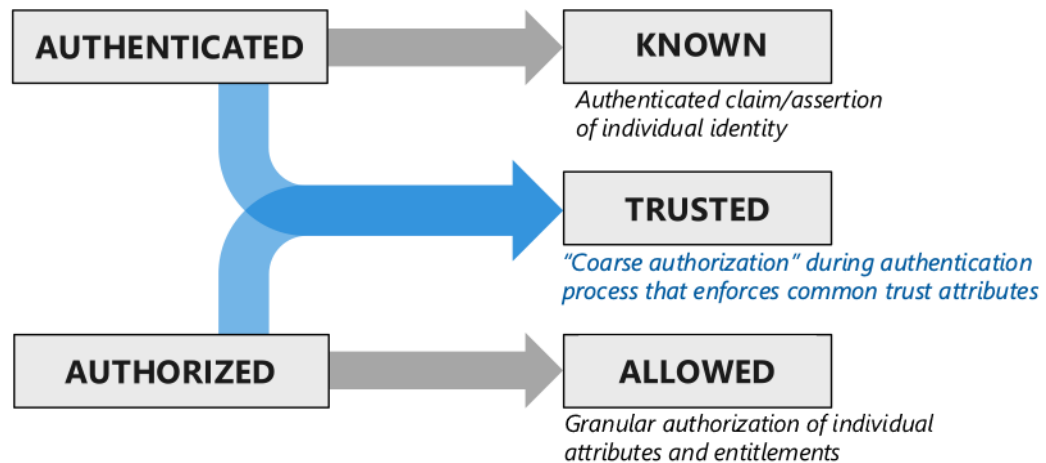 AUTHENTICATED
KNOWN
Authenticated claim/assertion
of individual identity
TRUSTED
“Coarse authorization” during authentication
process that enforces common trust attributes
AUTHORIZED
ALLOWED
Granular authorization of individual
attributes and entitlements